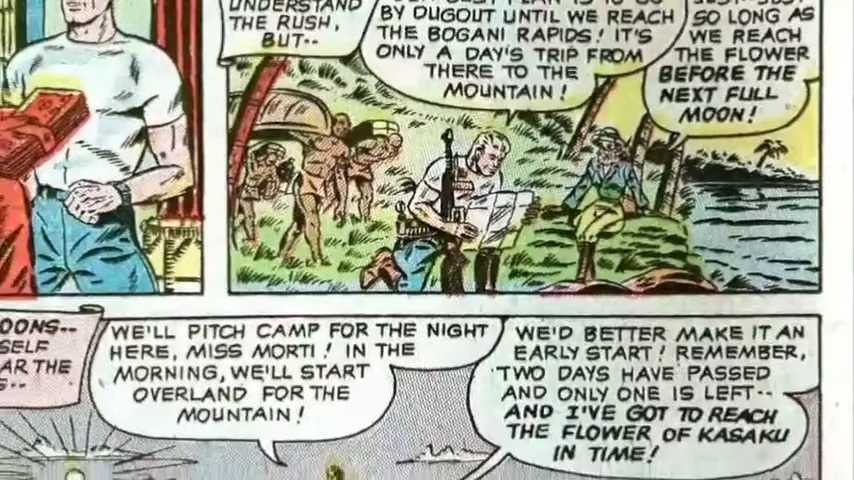 UNDERSTAND
THE RUSH,
BUT--
BY DUGOUT UNTIL WE REACH
THE BOGANI RAPIDS! IT'S
ONLY A DAY'S TRIP FROM
THERE TO THE
MOUNTAIN!
SO LONG AS
WE REACH
THE FLOWER
BEFORE THE
NEXT FULL
MOON!
OONS--
SELF
AR THE
S--
WE'LL PITCH CAMP FOR THE NIGHT
HERE, MISS MORTI! IN THE
MORNING, WE'LL START
OVERLAND FOR THE
MOUNTAIN!
WE'D BETTER MAKE IT AN
EARLY START! REMEMBER,
TWO DAYS HAVE PASSED
AND ONLY ONE IS LEFT--
AND I'VE GOT TO REACH
THE FLOWER OF KASAKU
IN TIME!